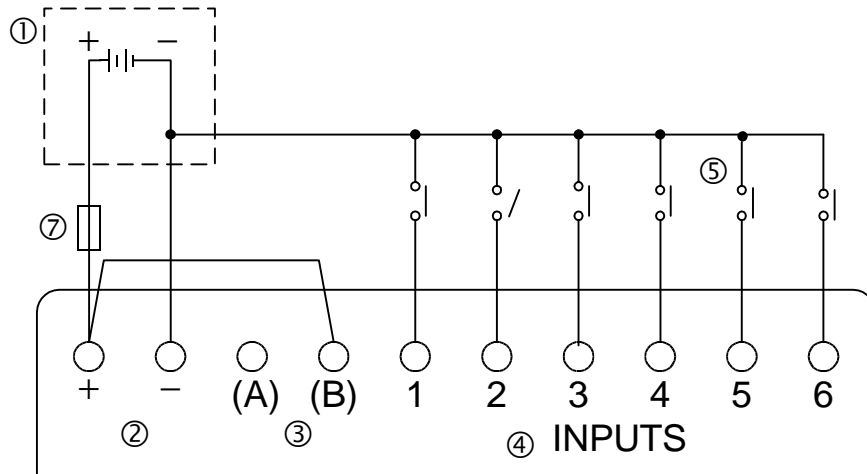 ① + −
⑤
⑦
+ − (A) (B) 1 2 3 4 5 6
② ③ ④ INPUTS